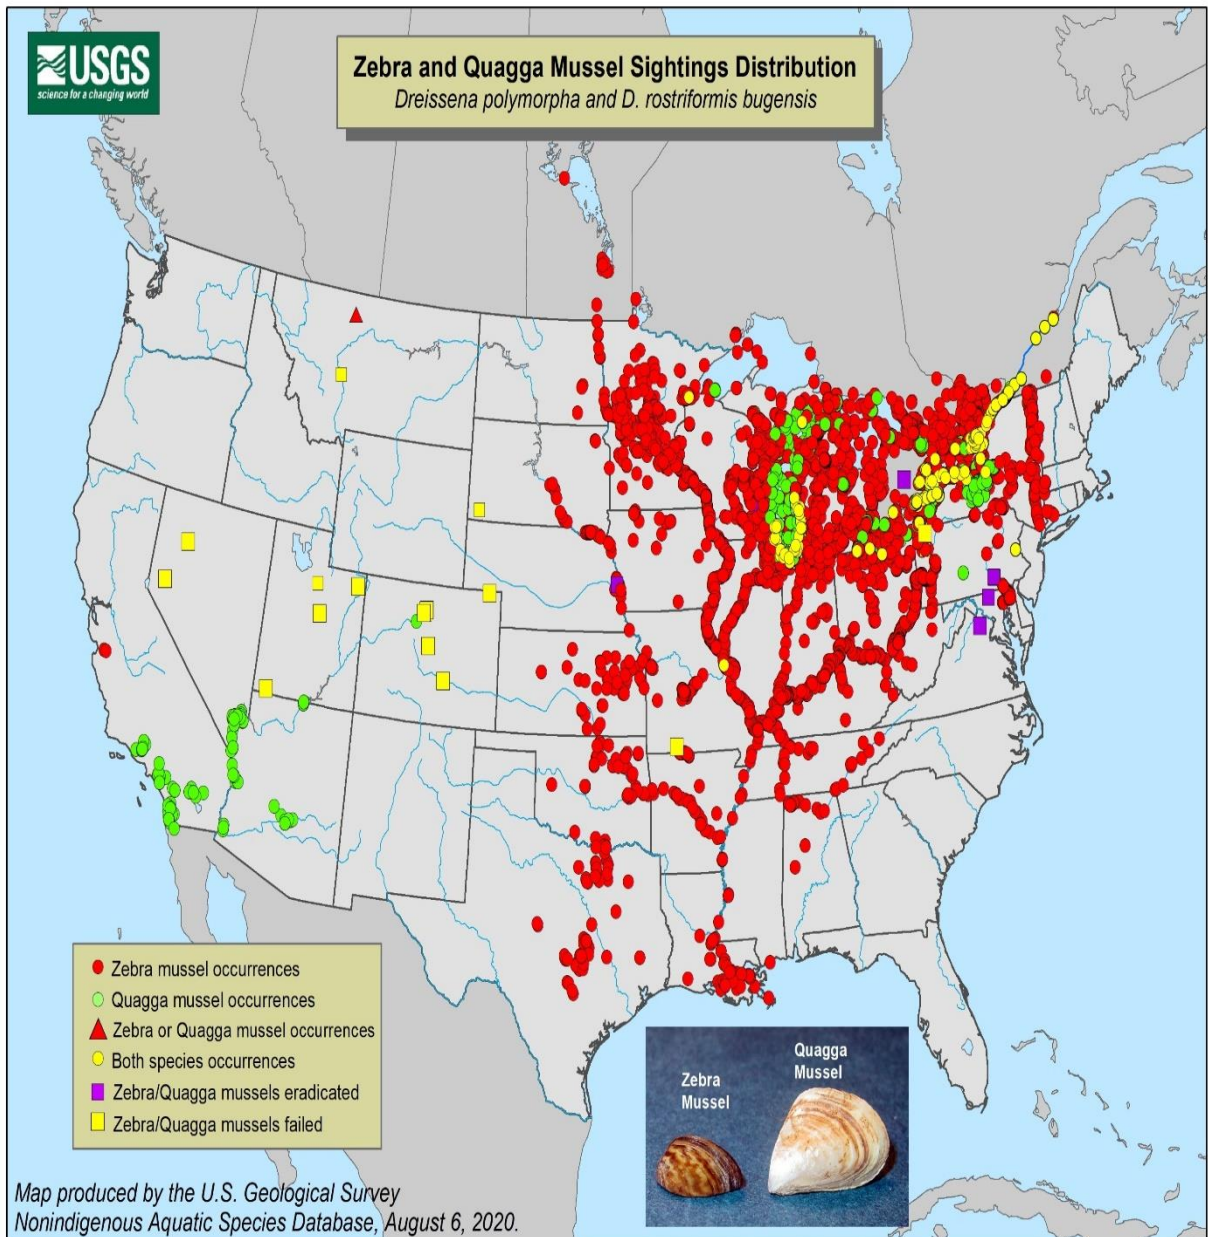 USGS
science for a changing world
Zebra and Quagga Mussel Sightings Distribution
Dreissena polymorpha and D. rostriformis bugensis
Zebra mussel occurrences
Quagga mussel occurrences
Zebra or Quagga mussel occurrences
Both species occurrences
Zebra/Quagga mussels eradicated
Zebra/Quagga mussels failed
Zebra
Mussel
Quagga
Mussel
Map produced by the U.S. Geological Survey
Nonindigenous Aquatic Species Database, August 6, 2020.